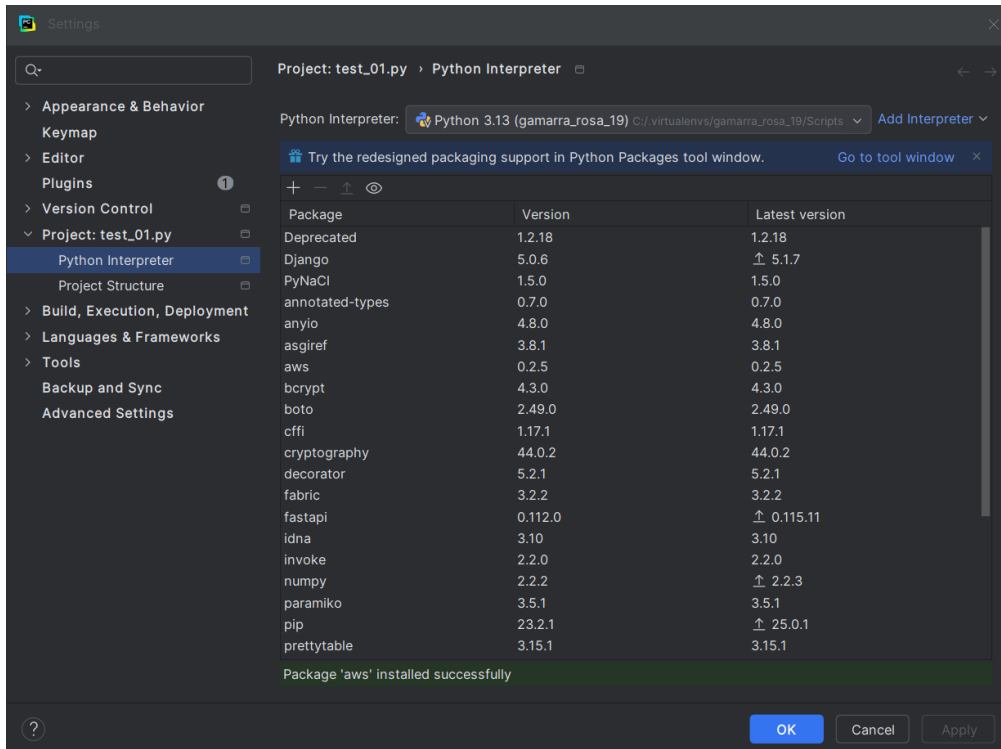 Settings
Project: test_01.py › Python Interpreter
Appearance & Behavior
Keymap
Editor
Plugins 1
Version Control
Project: test_01.py
Python Interpreter
Project Structure
Build, Execution, Deployment
Languages & Frameworks
Tools
Backup and Sync
Advanced Settings
Python Interpreter: Python 3.13 (gamarra_rosa_19) C:/.virtualenvs/gamarra_rosa_19/Scripts Add Interpreter
Try the redesigned packaging support in Python Packages tool window. Go to tool window
Package Version Latest version
Deprecated 1.2.18 1.2.18
Django 5.0.6 5.1.7
PyNaCl 1.5.0 1.5.0
annotated-types 0.7.0 0.7.0
anyio 4.8.0 4.8.0
asgiref 3.8.1 3.8.1
aws 0.2.5 0.2.5
bcrypt 4.3.0 4.3.0
boto 2.49.0 2.49.0
cffi 1.17.1 1.17.1
cryptography 44.0.2 44.0.2
decorator 5.2.1 5.2.1
fabric 3.2.2 3.2.2
fastapi 0.112.0 0.115.11
idna 3.10 3.10
invoke 2.2.0 2.2.0
numpy 2.2.2 2.2.3
paramiko 3.5.1 3.5.1
pip 23.2.1 25.0.1
prettytable 3.15.1 3.15.1
Package 'aws' installed successfully
? OK Cancel Apply